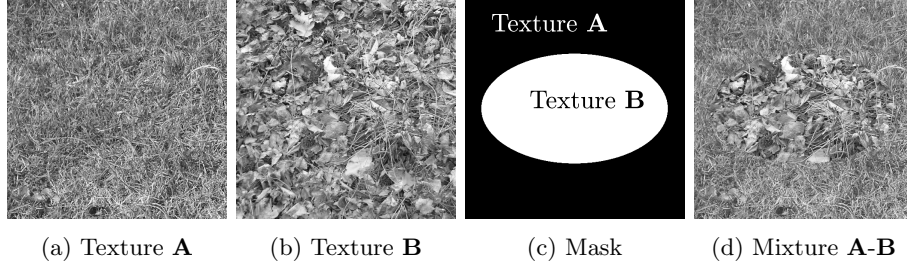 Texture A
Texture B
(a) Texture A
(b) Texture B
(c) Mask
(d) Mixture A-B